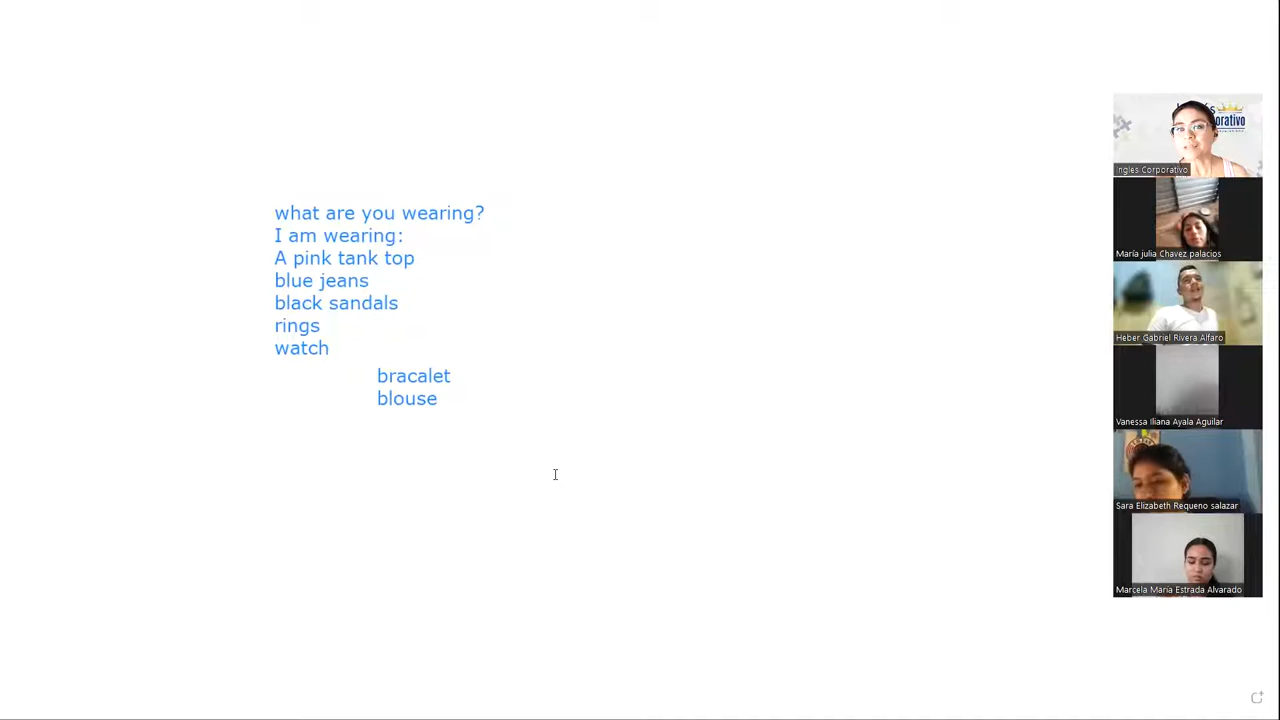 what are you wearing?
I am wearing:
A pink tank top
blue jeans
black sandals
rings
watch
bracalet
blouse
Ingles Corporativo
María julia Chavez palacios
Heber Gabriel Rivera Alfaro
Vanessa Iliana Ayala Aguilar
Sara Elizabeth Requeno salazar
Marcela María Estrada Alvarado